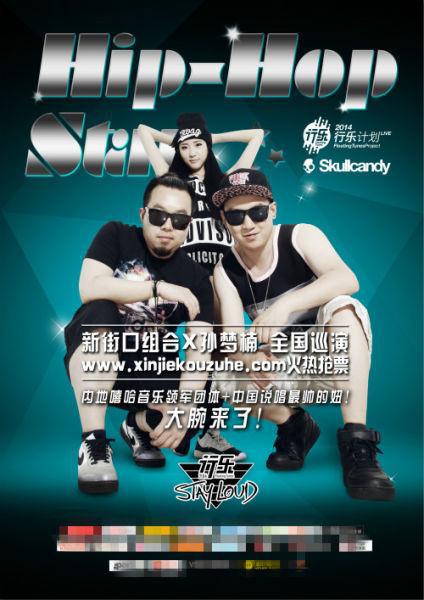 Hip-Hop
Star
行乐
2014
行乐计划 LIVE
FloatingTunesProject
Skullcandy
新街口组合X孙梦楠 全国巡演
www.xinjiekouzuhe.com火热抢票
内地嘻哈音乐领军团体+中国说唱最帅的妞!
大腕来了!
行乐
STAY LOUD